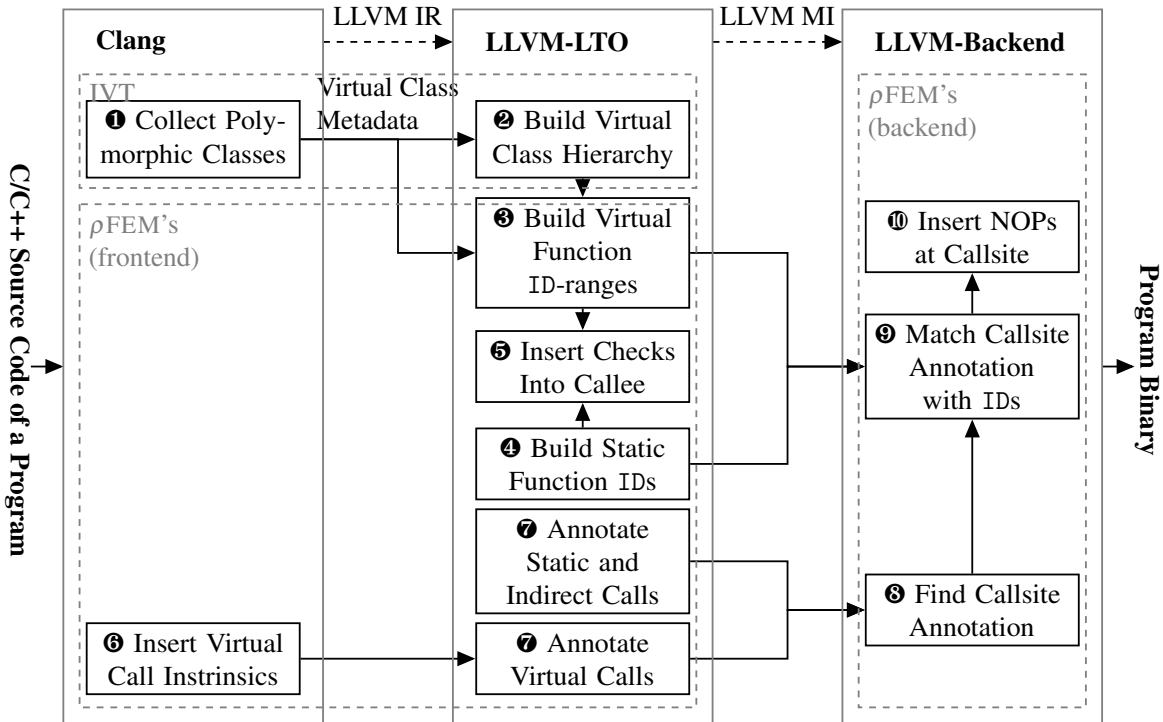 C/C++ Source Code of a Program
Clang
LLVM IR
LLVM-LTO
LLVM MI
LLVM-Backend
IVT
❶ Collect Poly-
morphic Classes
Virtual Class
Metadata
❷ Build Virtual
Class Hierarchy
ρFEM's
(frontend)
❸ Build Virtual
Function
ID-ranges
❺ Insert Checks
Into Callee
❹ Build Static
Function IDs
❼ Annotate
Static and
Indirect Calls
❻ Insert Virtual
Call Instrinsics
❼ Annotate
Virtual Calls
ρFEM's
(backend)
❿ Insert NOPs
at Callsite
❾ Match Callsite
Annotation
with IDs
❽ Find Callsite
Annotation
Program Binary